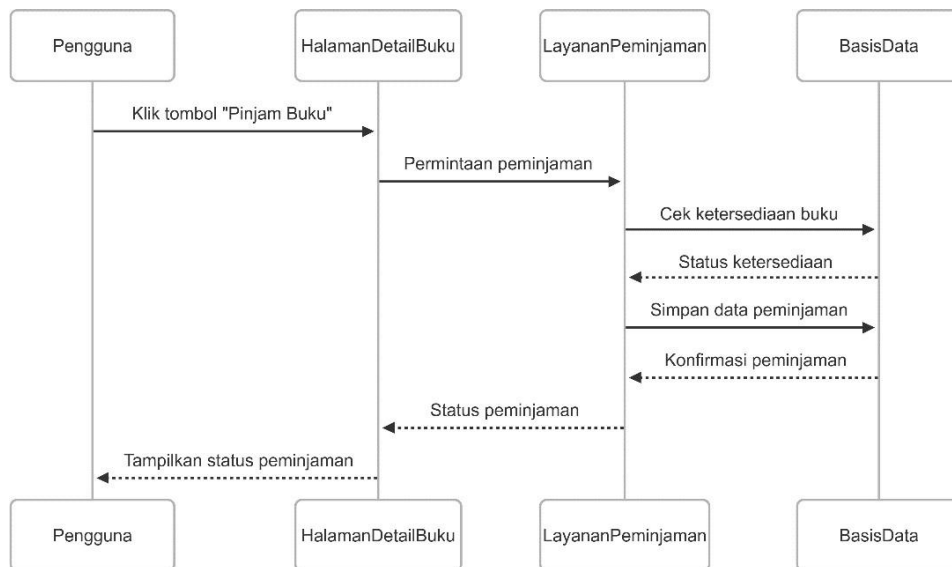 Pengguna
HalamanDetailBuku
LayananPeminjaman
BasisData
Klik tombol "Pinjam Buku"
Permintaan peminjaman
Cek ketersediaan buku
Status ketersediaan
Simpan data peminjaman
Konfirmasi peminjaman
Status peminjaman
Tampilkan status peminjaman
Pengguna
HalamanDetailBuku
LayananPeminjaman
BasisData